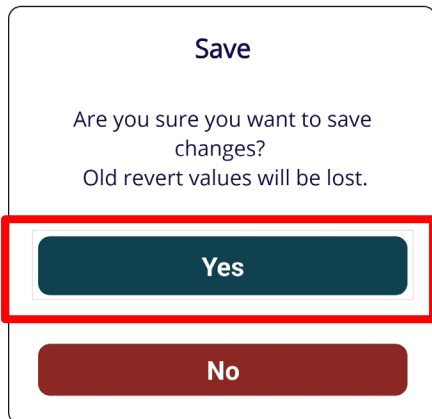 Save
Are you sure you want to save
changes?
Old revert values will be lost.
Yes
No